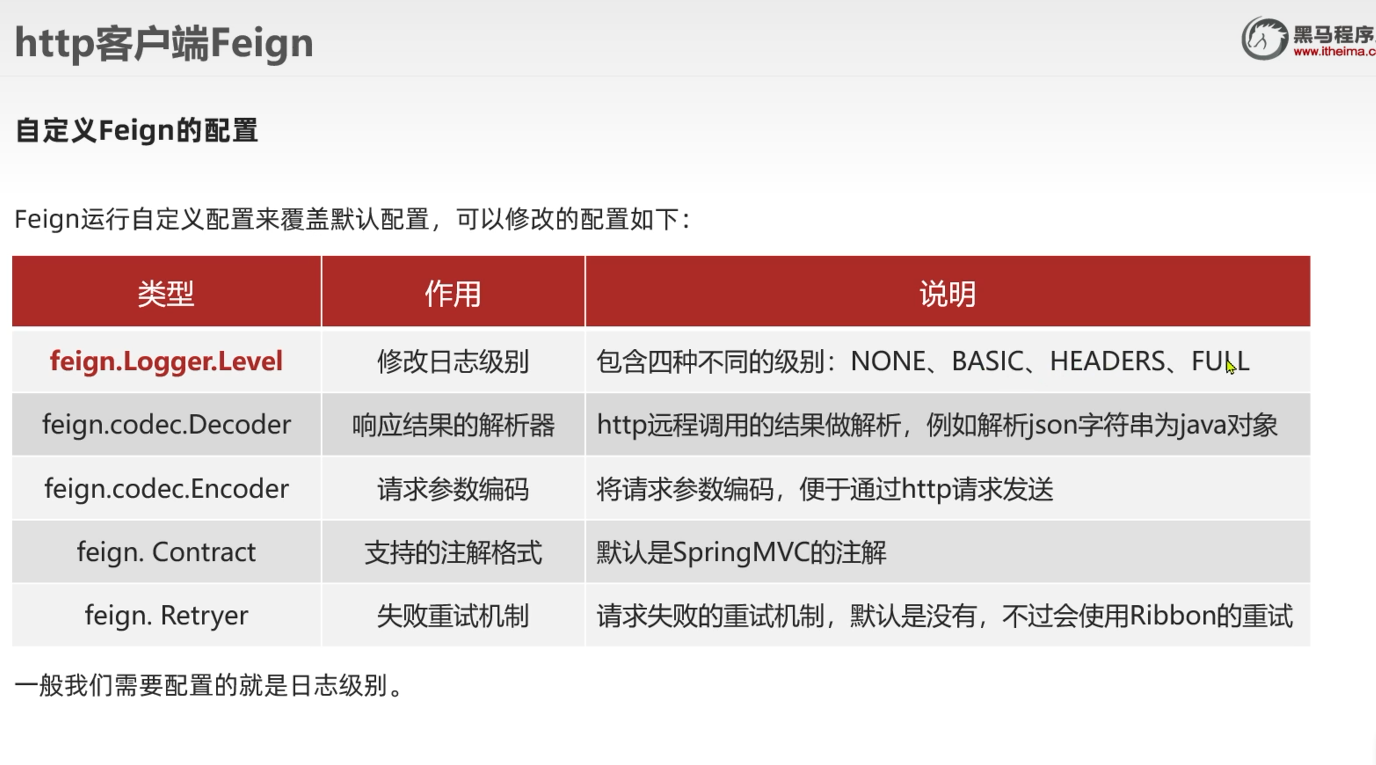 http客户端Feign
黑马程序
www.itheima.c
自定义Feign的配置
Feign运行自定义配置来覆盖默认配置，可以修改的配置如下：
类型 作用 说明
feign.Logger.Level 修改日志级别 包含四种不同的级别：NONE、BASIC、HEADERS、FULL
feign.codec.Decoder 响应结果的解析器 http远程调用的结果做解析，例如解析json字符串为java对象
feign.codec.Encoder 请求参数编码 将请求参数编码，便于通过http请求发送
feign. Contract 支持的注解格式 默认是SpringMVC的注解
feign. Retryer 失败重试机制 请求失败的重试机制，默认是没有，不过会使用Ribbon的重试
一般我们需要配置的就是日志级别。